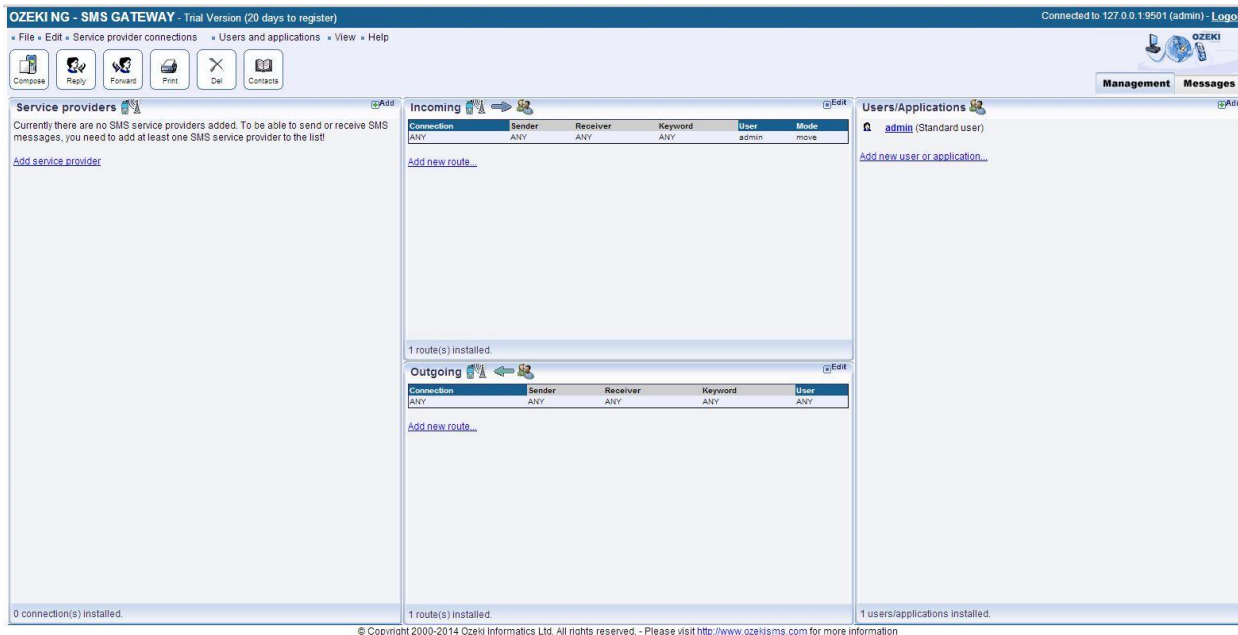 OZEKI NG - SMS GATEWAY - Trial Version (20 days to register)
Connected to 127.0.0.1:9501 (admin) - Logo
File Edit Service provider connections Users and applications View Help
OZEKI
Compose Reply Forward Print Del Contacts
Management Messages
Service providers Add
Currently there are no SMS service providers added. To be able to send or receive SMS
messages, you need to add at least one SMS service provider to the list!
Add service provider
0 connection(s) installed.
Incoming Edit
Connection Sender Receiver Keyword User Mode
ANY ANY ANY ANY admin move
Add new route...
1 route(s) installed.
Outgoing Edit
Connection Sender Receiver Keyword User
ANY ANY ANY ANY ANY
Add new route...
1 route(s) installed.
Users/Applications Add
admin (Standard user)
Add new user or application...
1 users/applications installed.
© Copyright 2000-2014 Ozeki Informatics Ltd. All rights reserved. - Please visit http://www.ozekisms.com for more information